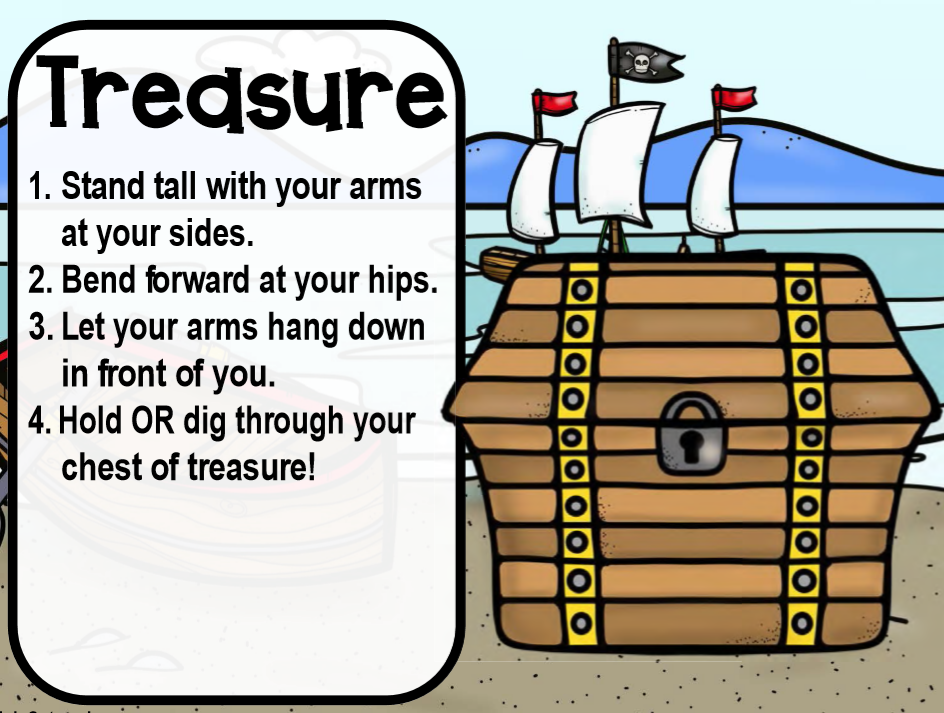 Treasure
1. Stand tall with your arms
at your sides.
2. Bend forward at your hips.
3. Let your arms hang down
in front of you.
4. Hold OR dig through your
chest of treasure!